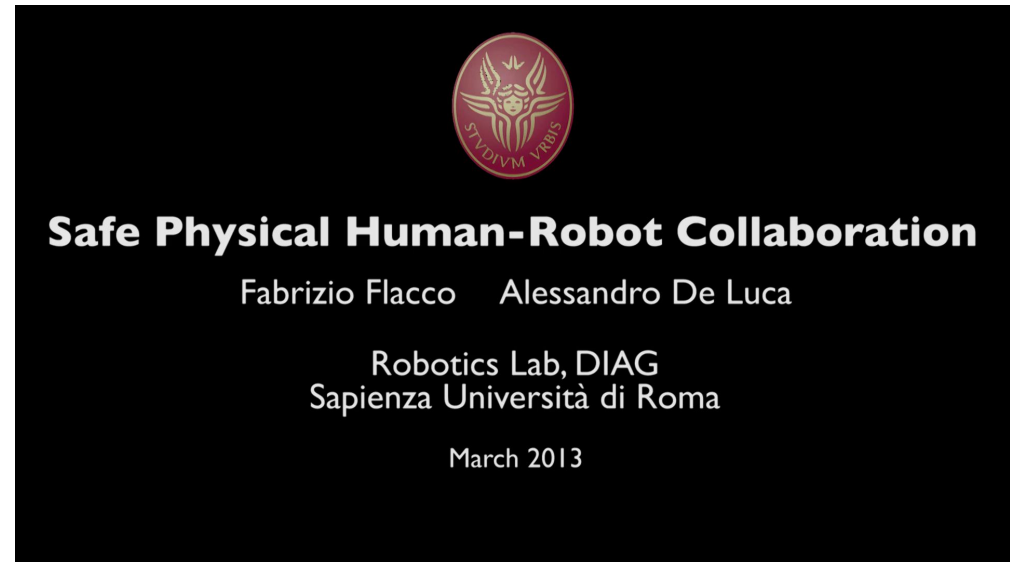 STVDIVM VRBIS
Safe Physical Human-Robot Collaboration
Fabrizio Flacco Alessandro De Luca
Robotics Lab, DIAG
Sapienza Università di Roma
March 2013